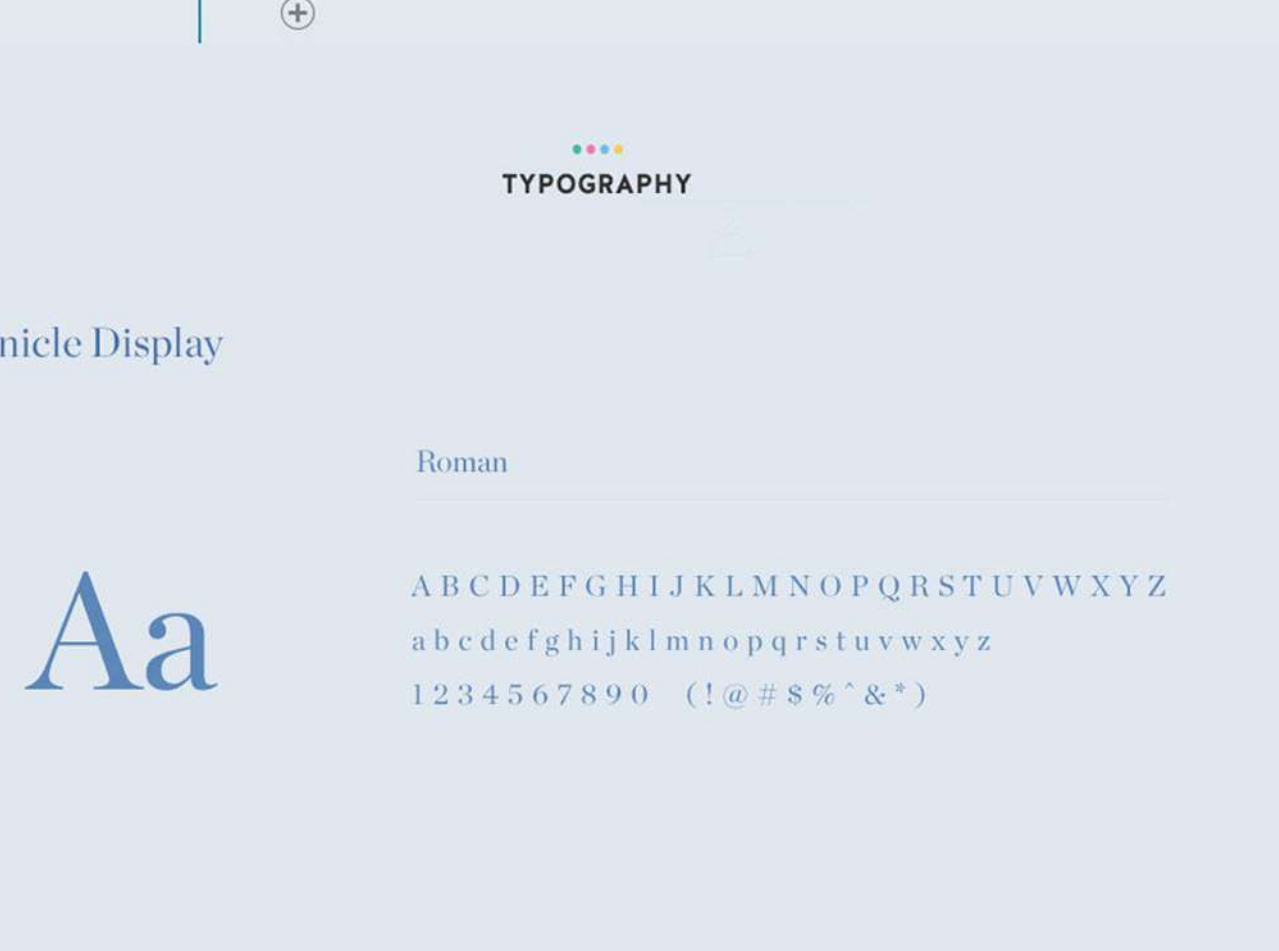 TYPOGRAPHY
nicle Display
Roman
Aa
A B C D E F G H I J K L M N O P Q R S T U V W X Y Z
a b c d e f g h i j k l m n o p q r s t u v w x y z
1 2 3 4 5 6 7 8 9 0 ( ! @ # $ % ^ & * )